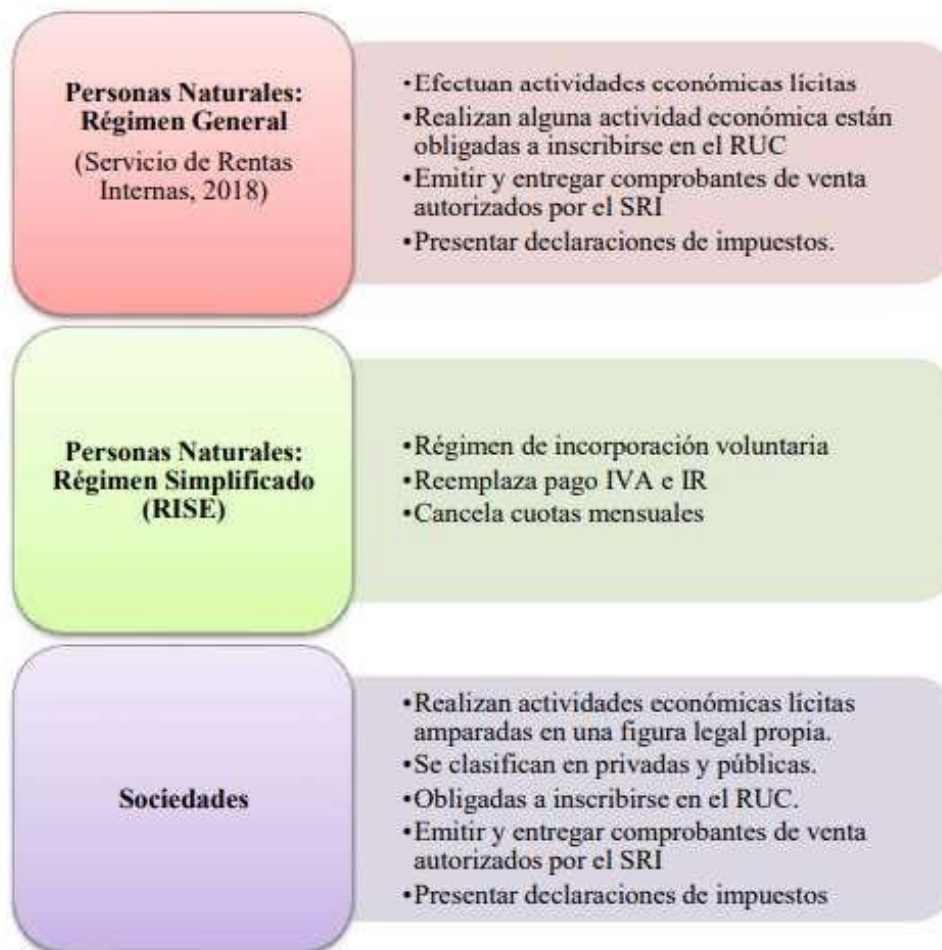 Personas Naturales:
Régimen General
(Servicio de Rentas
Internas, 2018)
•Efectuan actividades económicas lícitas
•Realizan alguna actividad económica están
obligadas a inscribirse en el RUC
•Emitir y entregar comprobantes de venta
autorizados por el SRI
•Presentar declaraciones de impuestos.
Personas Naturales:
Régimen Simplificado
(RISE)
•Régimen de incorporación voluntaria
•Reemplaza pago IVA e IR
•Cancela cuotas mensuales
Sociedades
•Realizan actividades económicas lícitas
amparadas en una figura legal propia.
•Se clasifican en privadas y públicas.
•Obligadas a inscribirse en el RUC.
•Emitir y entregar comprobantes de venta
autorizados por el SRI
•Presentar declaraciones de impuestos